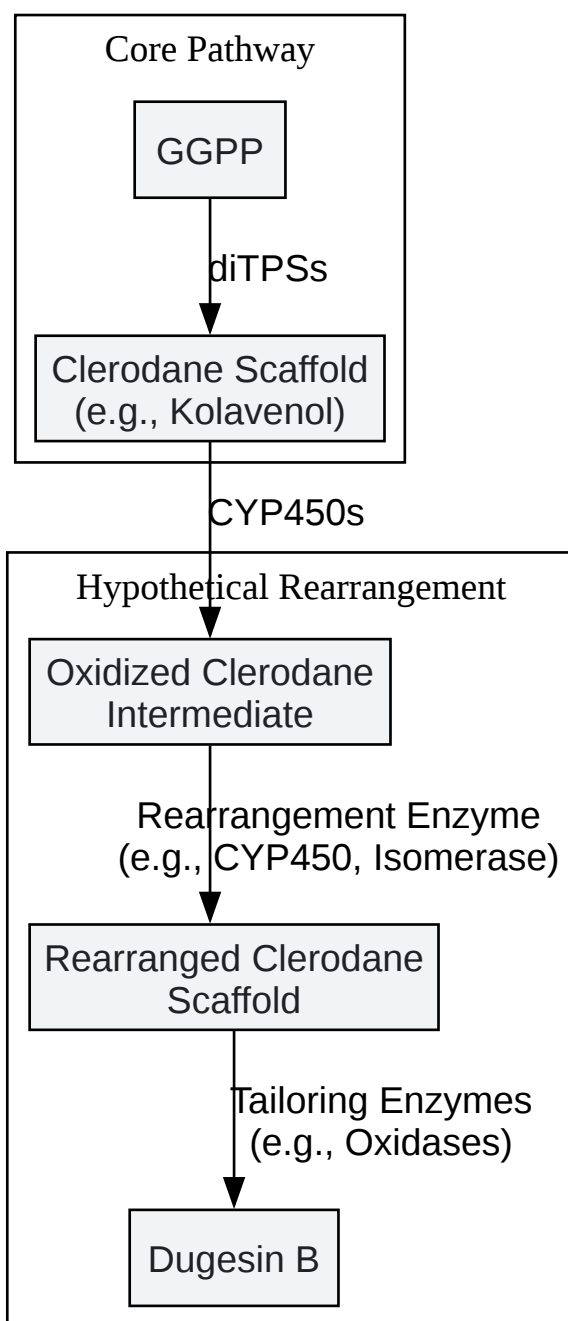 Core Pathway
GGPP
diTPSs
Clerodane Scaffold
(e.g., Kolavenol)
CYP450s
Hypothetical Rearrangement
Oxidized Clerodane
Intermediate
Rearrangement Enzyme
(e.g., CYP450, Isomerase)
Rearranged Clerodane
Scaffold
Tailoring Enzymes
(e.g., Oxidases)
Dugesin B